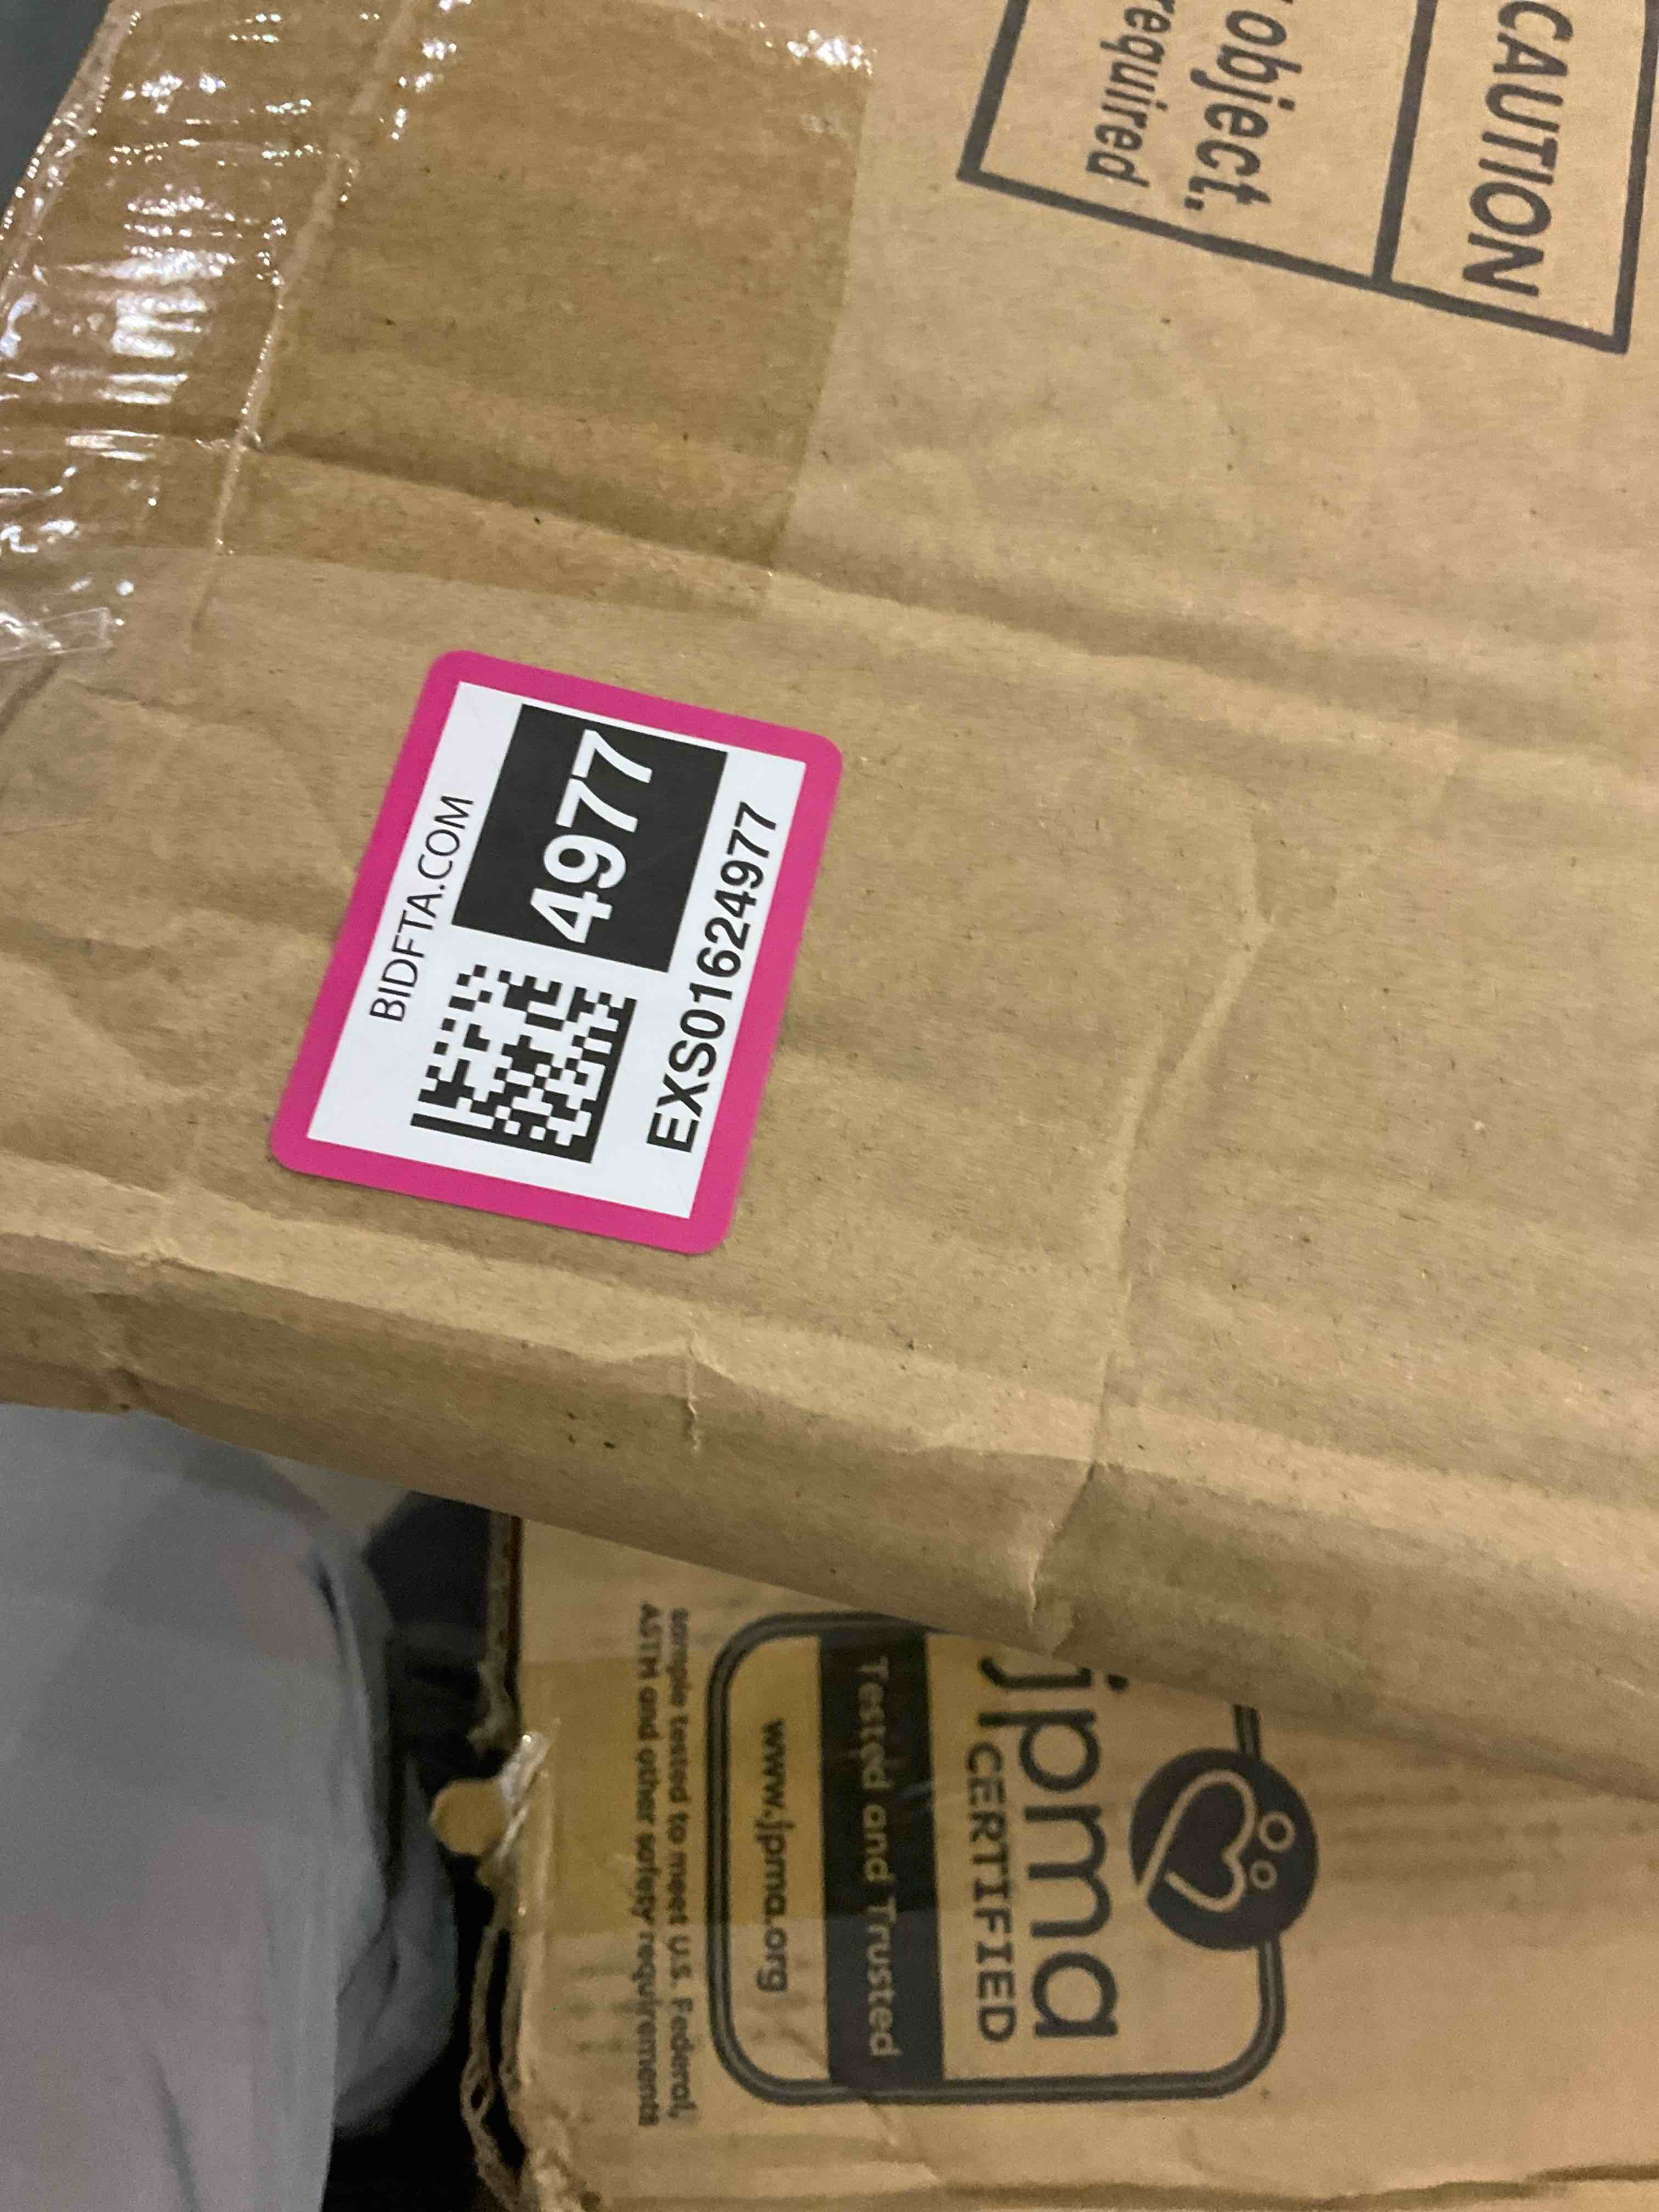 CAUTION
object,
required
BIDFTA.COM
4977
EXS01624977
jpma
CERTIFIED
Tested and Trusted
www.jpma.org
sample tested to meet U.S. Federal,
ASTM and other safety requirements